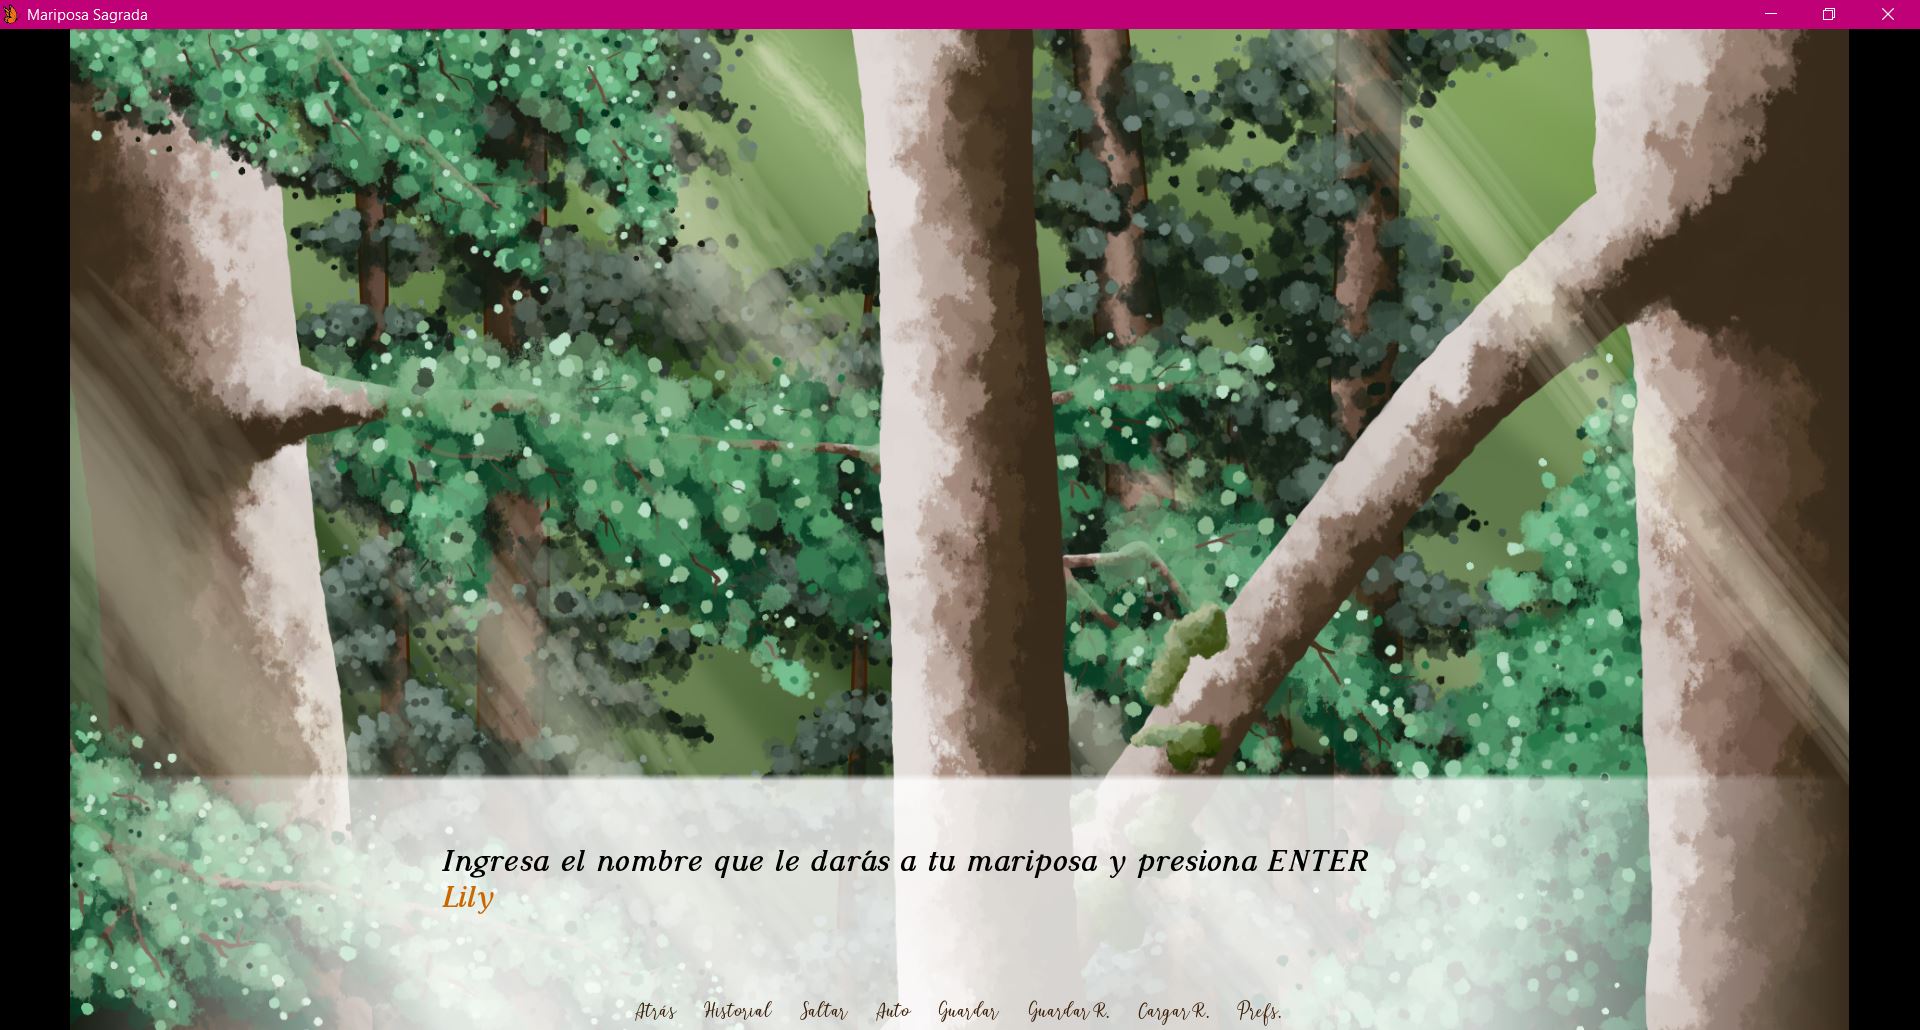 Mariposa Sagrada
Ingresa el nombre que le darás a tu mariposa y presiona ENTER
Lily
Atrás Historial Saltar Auto Guardar Guardar R. Cargar R. Prefs.